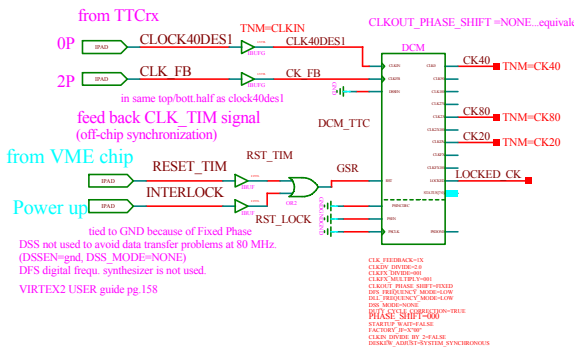 from TTCrx
CLKOUT_PHASE_SHIFT =NONE...equivale
TNM=CLKIN
0P IPAD CLOCK40DES1 IBUFG CLK40DES1
DCM
CK40 TNM=CK40
2P IPAD CLK_FB IBUFG CK_FB
in same top/bott.half as clock40des1
GND
feed back CLK_TIM signal
(off-chip synchronization)
DCM_TTC
CK80 TNM=CK80
CK20 TNM=CK20
from VME chip
RESET_TIM RST_TIM
GSR
LOCKED_CK
IPAD IBUF
INTERLOCK
OR2
Power up IPAD IBUF RST_LOCK
tied to GND because of Fixed Phase
DSS not used to avoid data transfer problems at 80 MHz.
(DSSEN=gnd, DSS_MODE=NONE)
DFS digital frequ. synthesizer is not used.
VIRTEX2 USER guide pg.158
CLK_FEEDBACK=1X
CLKDV_DIVIDE=2.0
CLKFX_DIVIDE=001
CLKFX_MULTIPLY=001
CLKOUT_PHASE_SHIFT=FIXED
DFS_FREQUENCY_MODE=LOW
DLL_FREQUENCY_MODE=LOW
DSS_MODE=NONE
DUTY_CYCLE_CORRECTION=TRUE
PHASE_SHIFT=000
STARTUP_WAIT=FALSE
FACTORY_JF=X"00"
CLKIN_DIVIDE_BY_2=FALSE
DESKEW_ADJUST=SYSTEM_SYNCHRONOUS